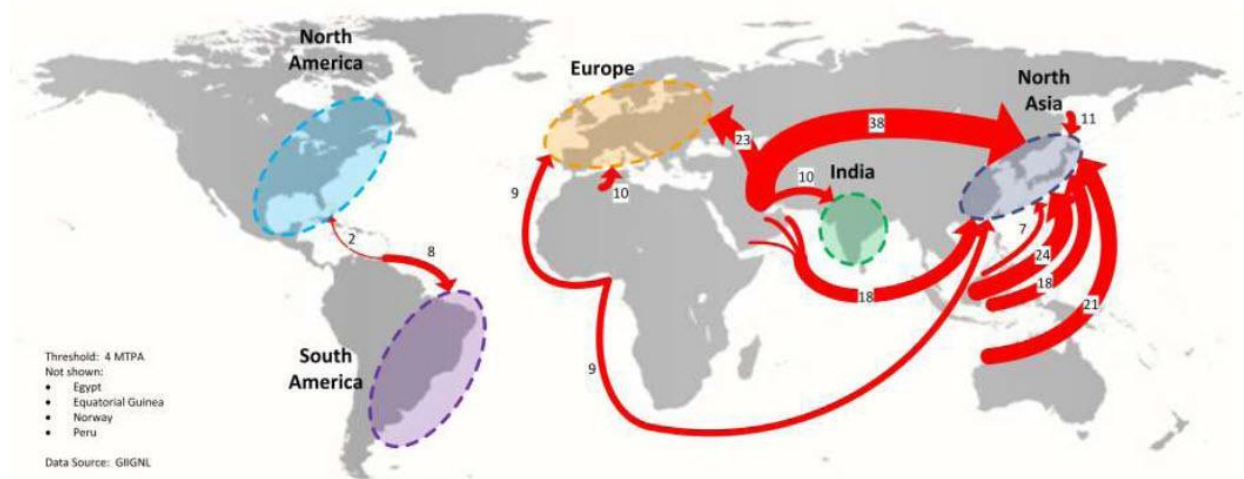 North
America
Europe
North
Asia
38
11
23
10
India
9
10
7
2
8
24
18
18
21
South
America
9
Threshold: 4 MTPA
Not shown:
♦ Egypt
♦ Equatorial Guinea
♦ Norway
♦ Peru
Data Source: GIIGNL